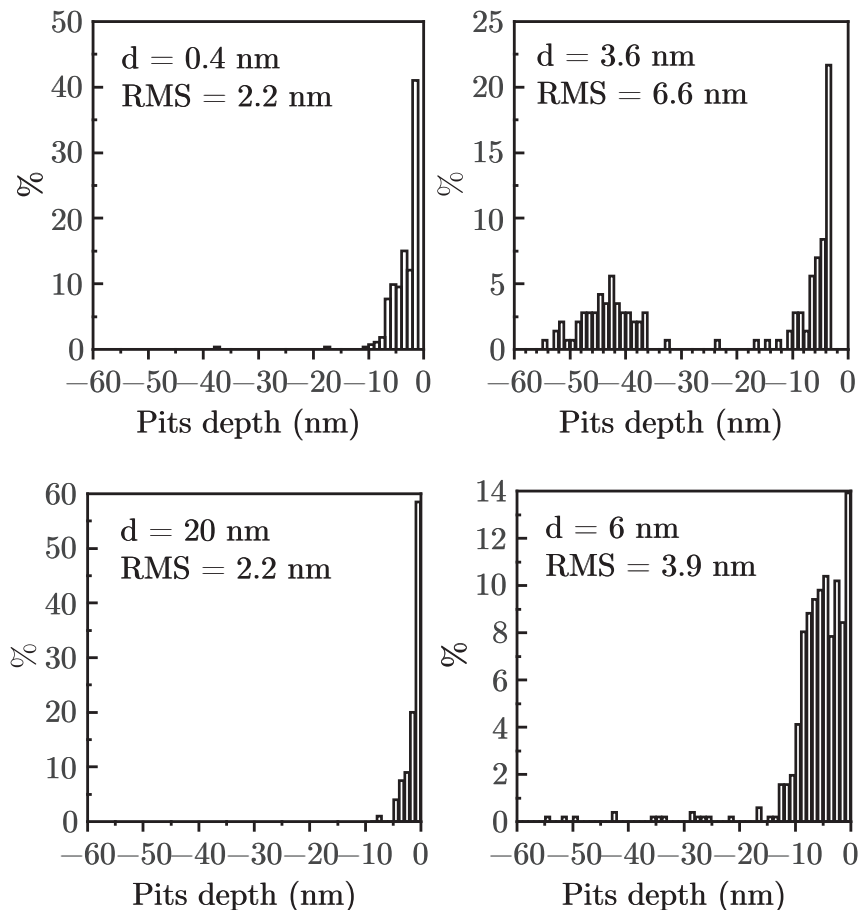 50
40
30
20
10
0
%
d = 0.4 nm
RMS = 2.2 nm
−60−50−40−30−20−10 0
Pits depth (nm)
25
20
15
10
5
0
%
d = 3.6 nm
RMS = 6.6 nm
−60−50−40−30−20−10 0
Pits depth (nm)
60
50
40
30
20
10
0
%
d = 20 nm
RMS = 2.2 nm
−60−50−40−30−20−10 0
Pits depth (nm)
14
12
10
8
6
4
2
0
%
d = 6 nm
RMS = 3.9 nm
−60−50−40−30−20−10 0
Pits depth (nm)